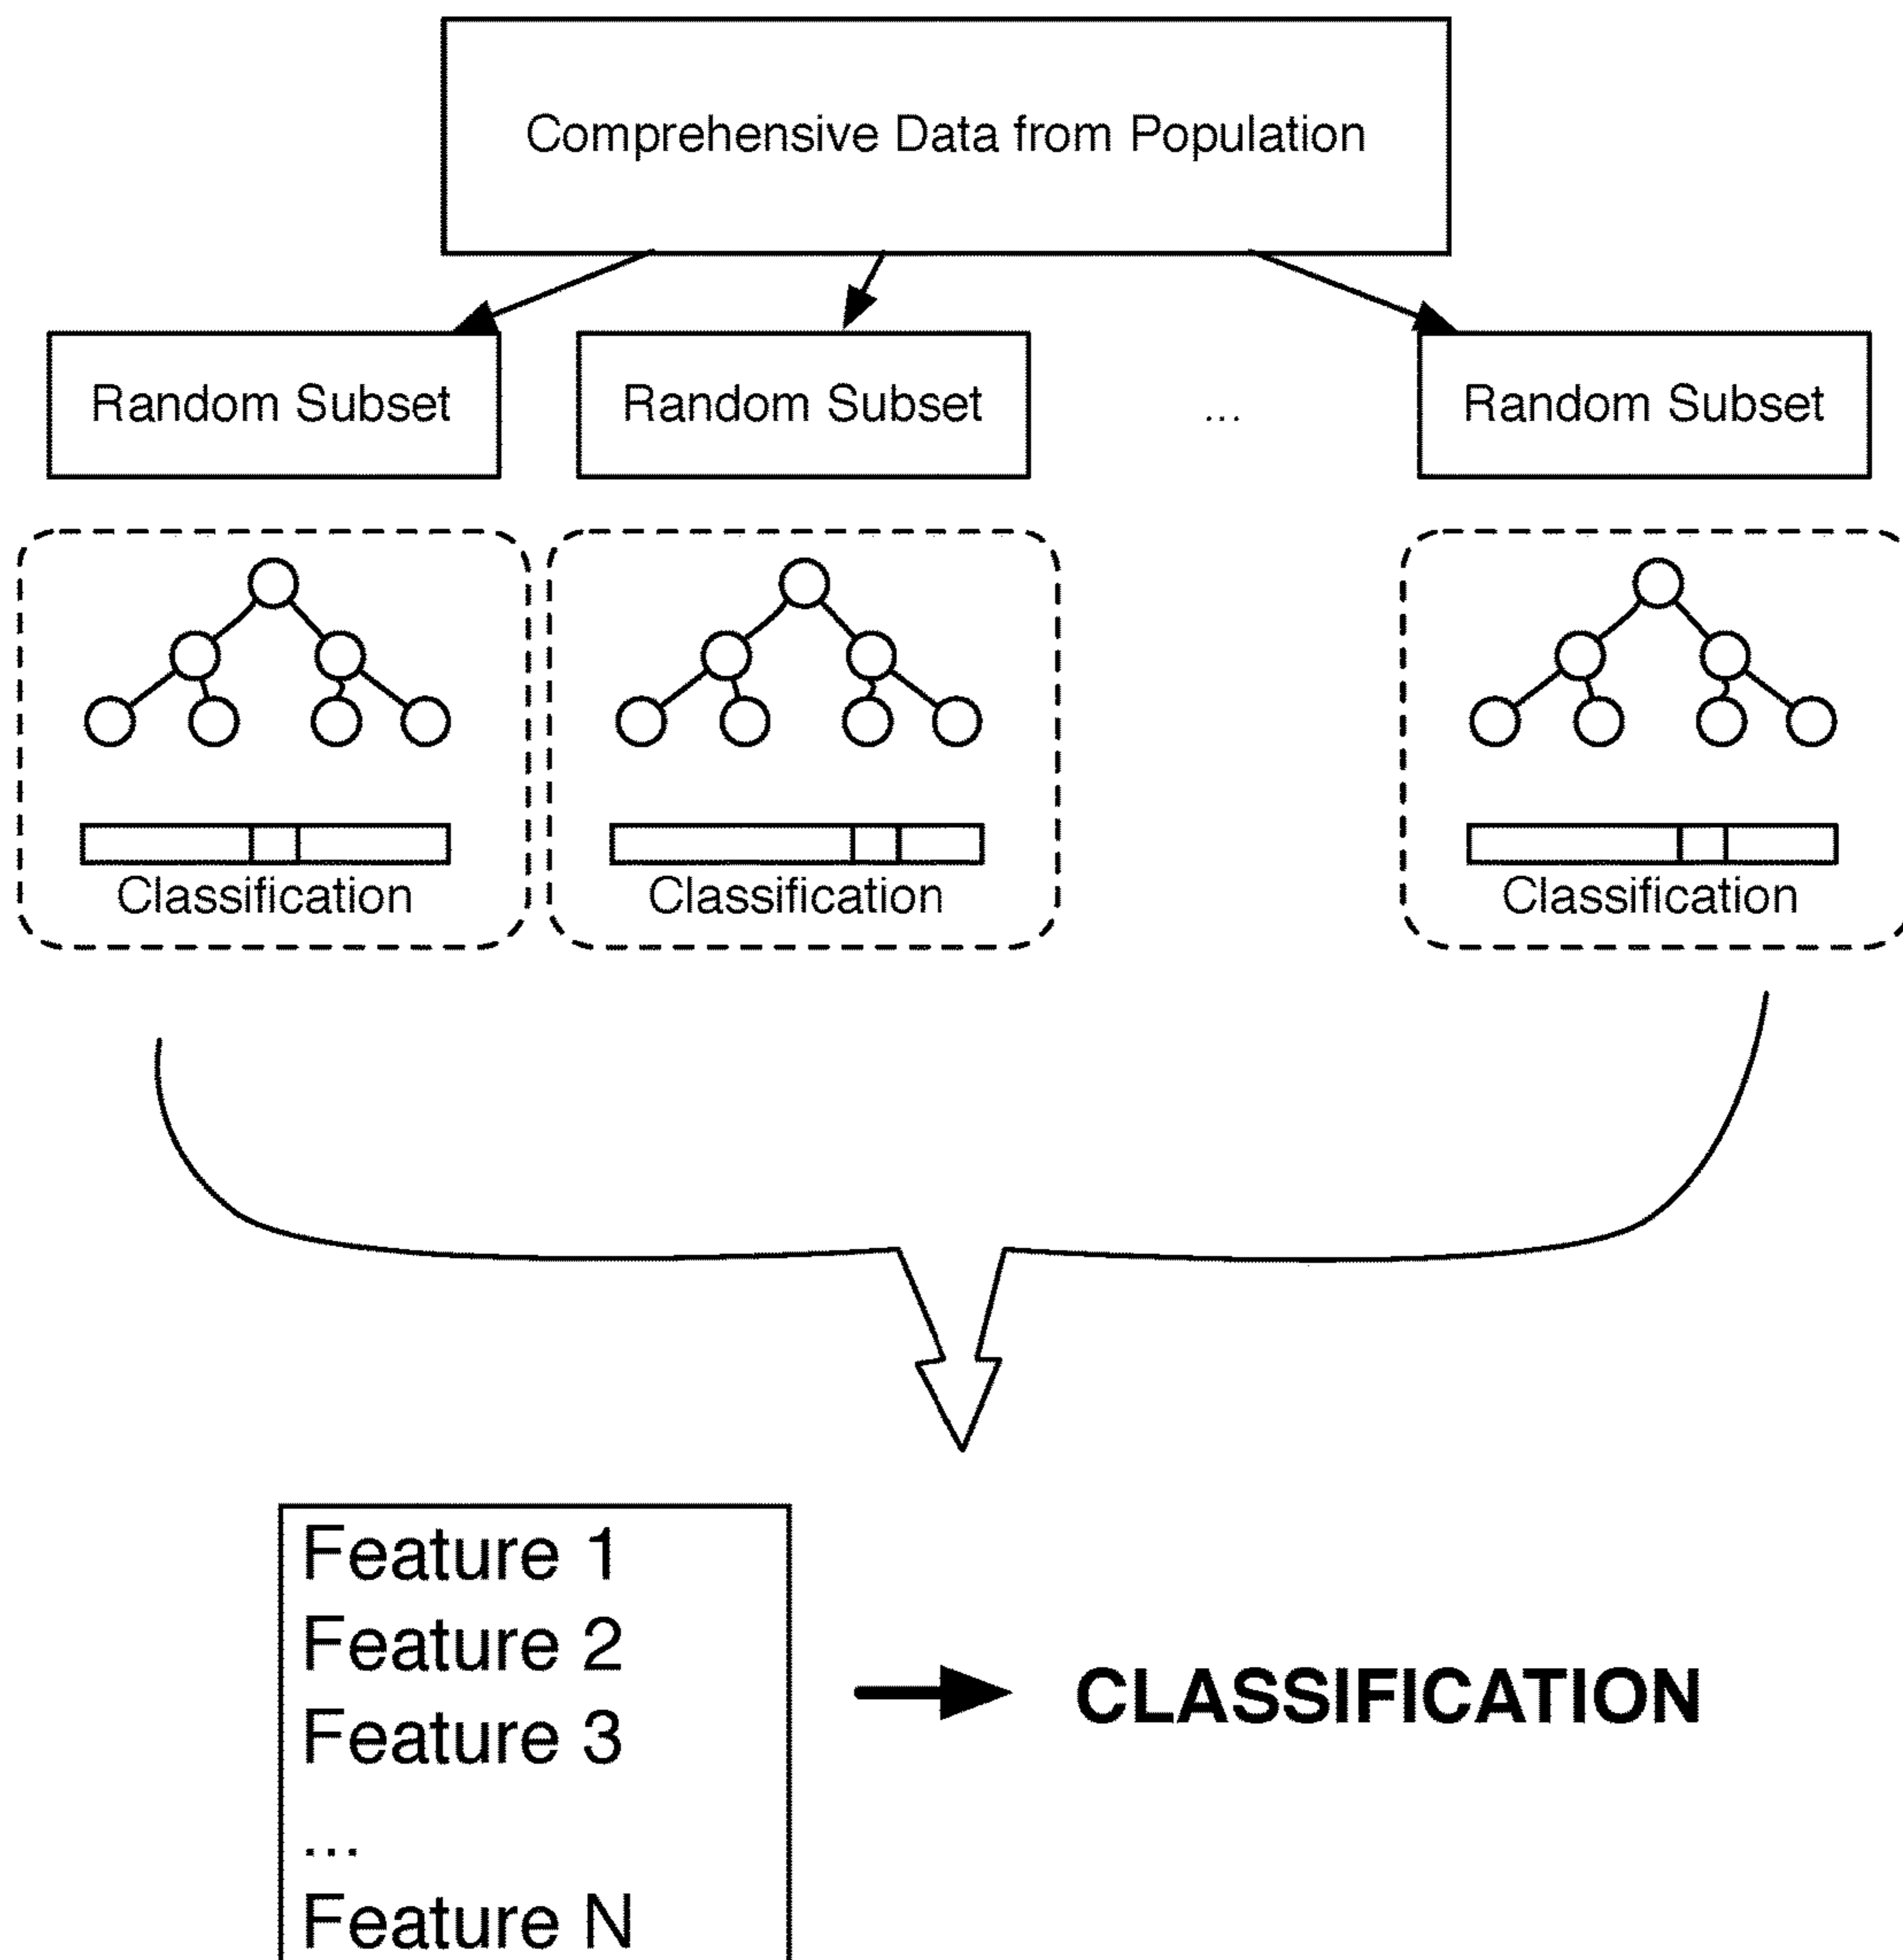 Comprehensive Data from Population
Random Subset
Random Subset
...
Random Subset
Classification
Classification
Classification
Feature 1
Feature 2
Feature 3
...
Feature N
CLASSIFICATION